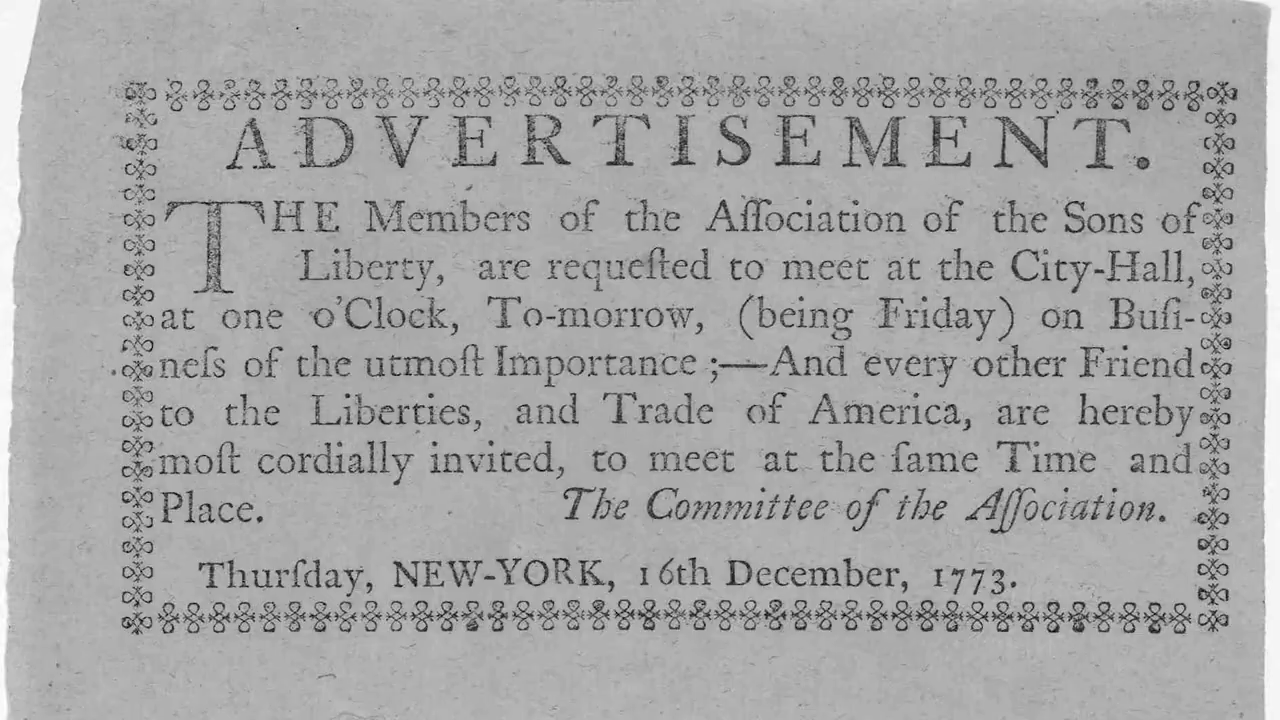 ADVERTISEMENT.
THE Members of the Aſſociation of the Sons of
Liberty, are requeſted to meet at the City-Hall,
at one o'Clock, To-morrow, (being Friday) on Buſi-
neſs of the utmoſt Importance ;—And every other Friend
to the Liberties, and Trade of America, are hereby
moſt cordially invited, to meet at the ſame Time and
Place. The Committee of the Aſſociation.
Thurſday, NEW-YORK, 16th December, 1773.